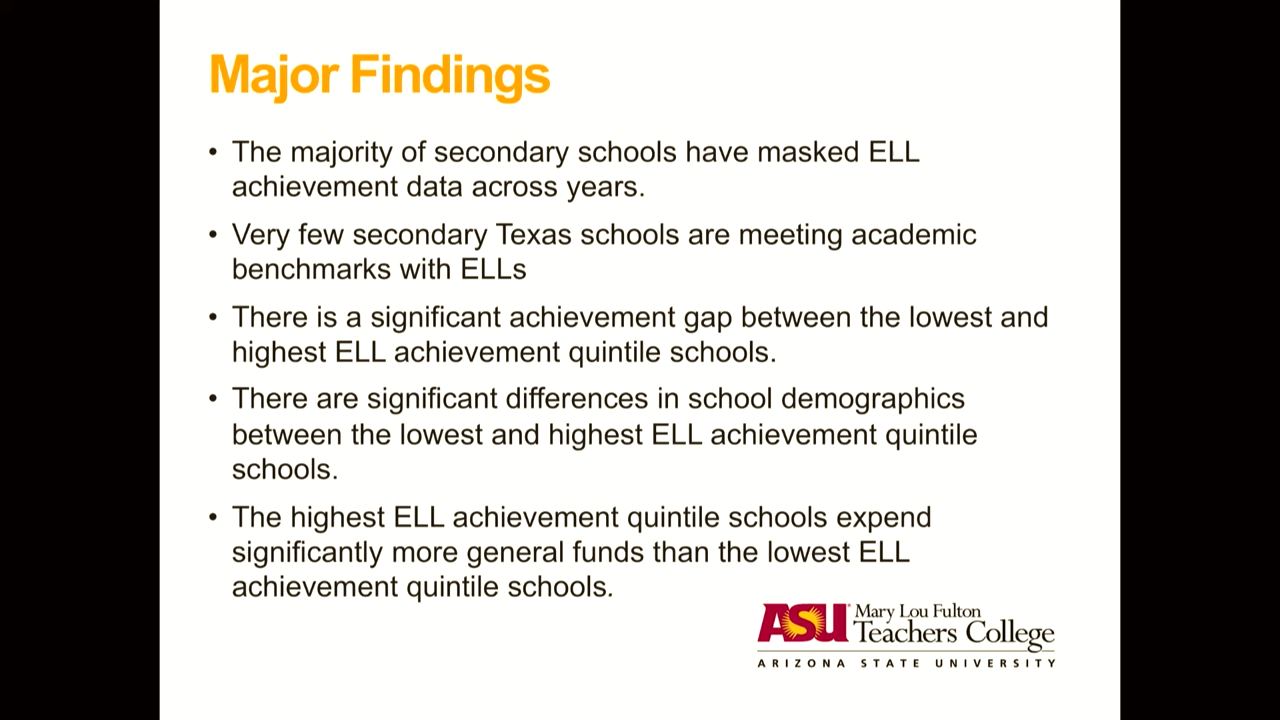 Major Findings
• The majority of secondary schools have masked ELL
achievement data across years.
• Very few secondary Texas schools are meeting academic
benchmarks with ELLs
• There is a significant achievement gap between the lowest and
highest ELL achievement quintile schools.
• There are significant differences in school demographics
between the lowest and highest ELL achievement quintile
schools.
• The highest ELL achievement quintile schools expend
significantly more general funds than the lowest ELL
achievement quintile schools.
ASU Mary Lou Fulton
Teachers College
ARIZONA STATE UNIVERSITY